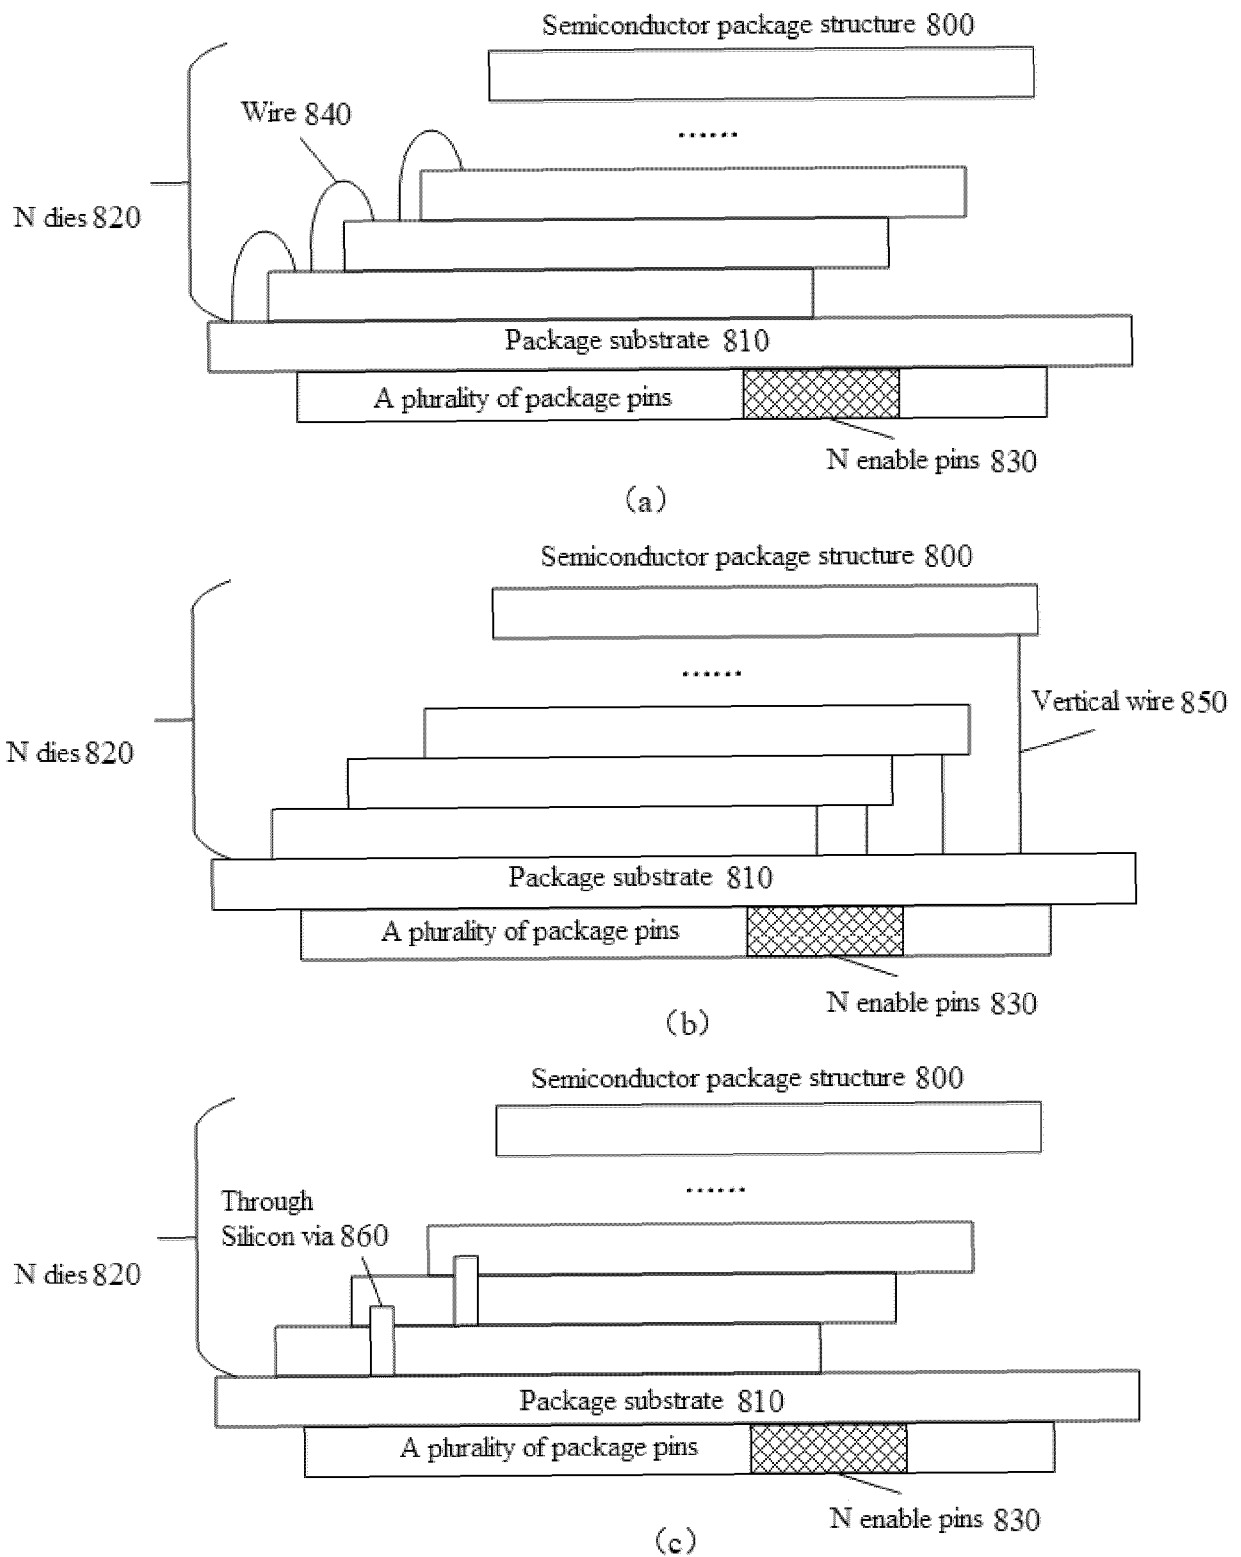 Semiconductor package structure 800
Wire 840
......
N dies 820
Package substrate 810
A plurality of package pins
N enable pins 830
(a)
Semiconductor package structure 800
......
Vertical wire 850
N dies 820
Package substrate 810
A plurality of package pins
N enable pins 830
(b)
Semiconductor package structure 800
......
Through
Silicon via 860
N dies 820
Package substrate 810
A plurality of package pins
N enable pins 830
(c)